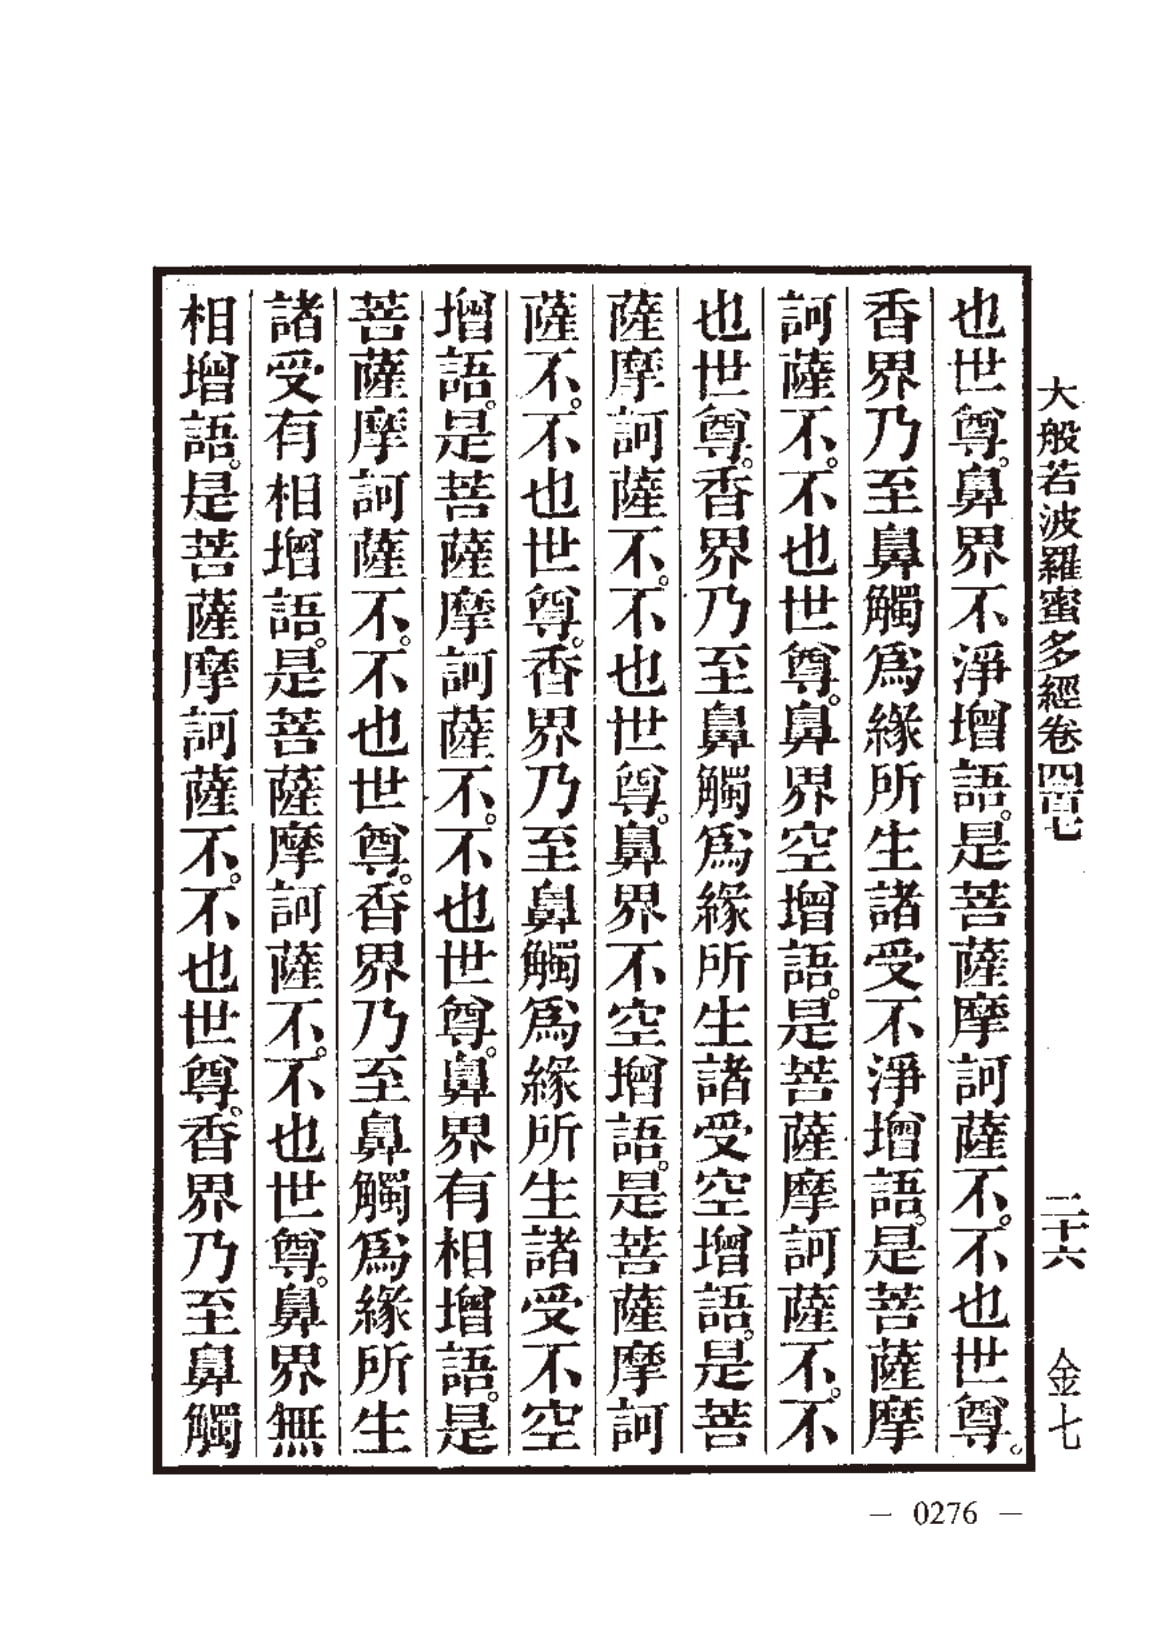 大般若波羅蜜多經卷四百七 二十六 金七
也世尊。鼻界不淨增語。是菩薩摩訶薩不。不也世尊。
香界乃至鼻觸爲緣所生諸受不淨增語。是菩薩摩
訶薩不。不也世尊。鼻界空增語。是菩薩摩訶薩不。不
也世尊。香界乃至鼻觸爲緣所生諸受空增語。是菩
薩摩訶薩不。不也世尊。鼻界不空增語。是菩薩摩訶
薩不。不也世尊。香界乃至鼻觸爲緣所生諸受不空
增語。是菩薩摩訶薩不。不也世尊。鼻界有相增語。是
菩薩摩訶薩不。不也世尊。香界乃至鼻觸爲緣所生
諸受有相增語。是菩薩摩訶薩不。不也世尊。鼻界無
相增語。是菩薩摩訶薩不。不也世尊。香界乃至鼻觸
— 0276 —